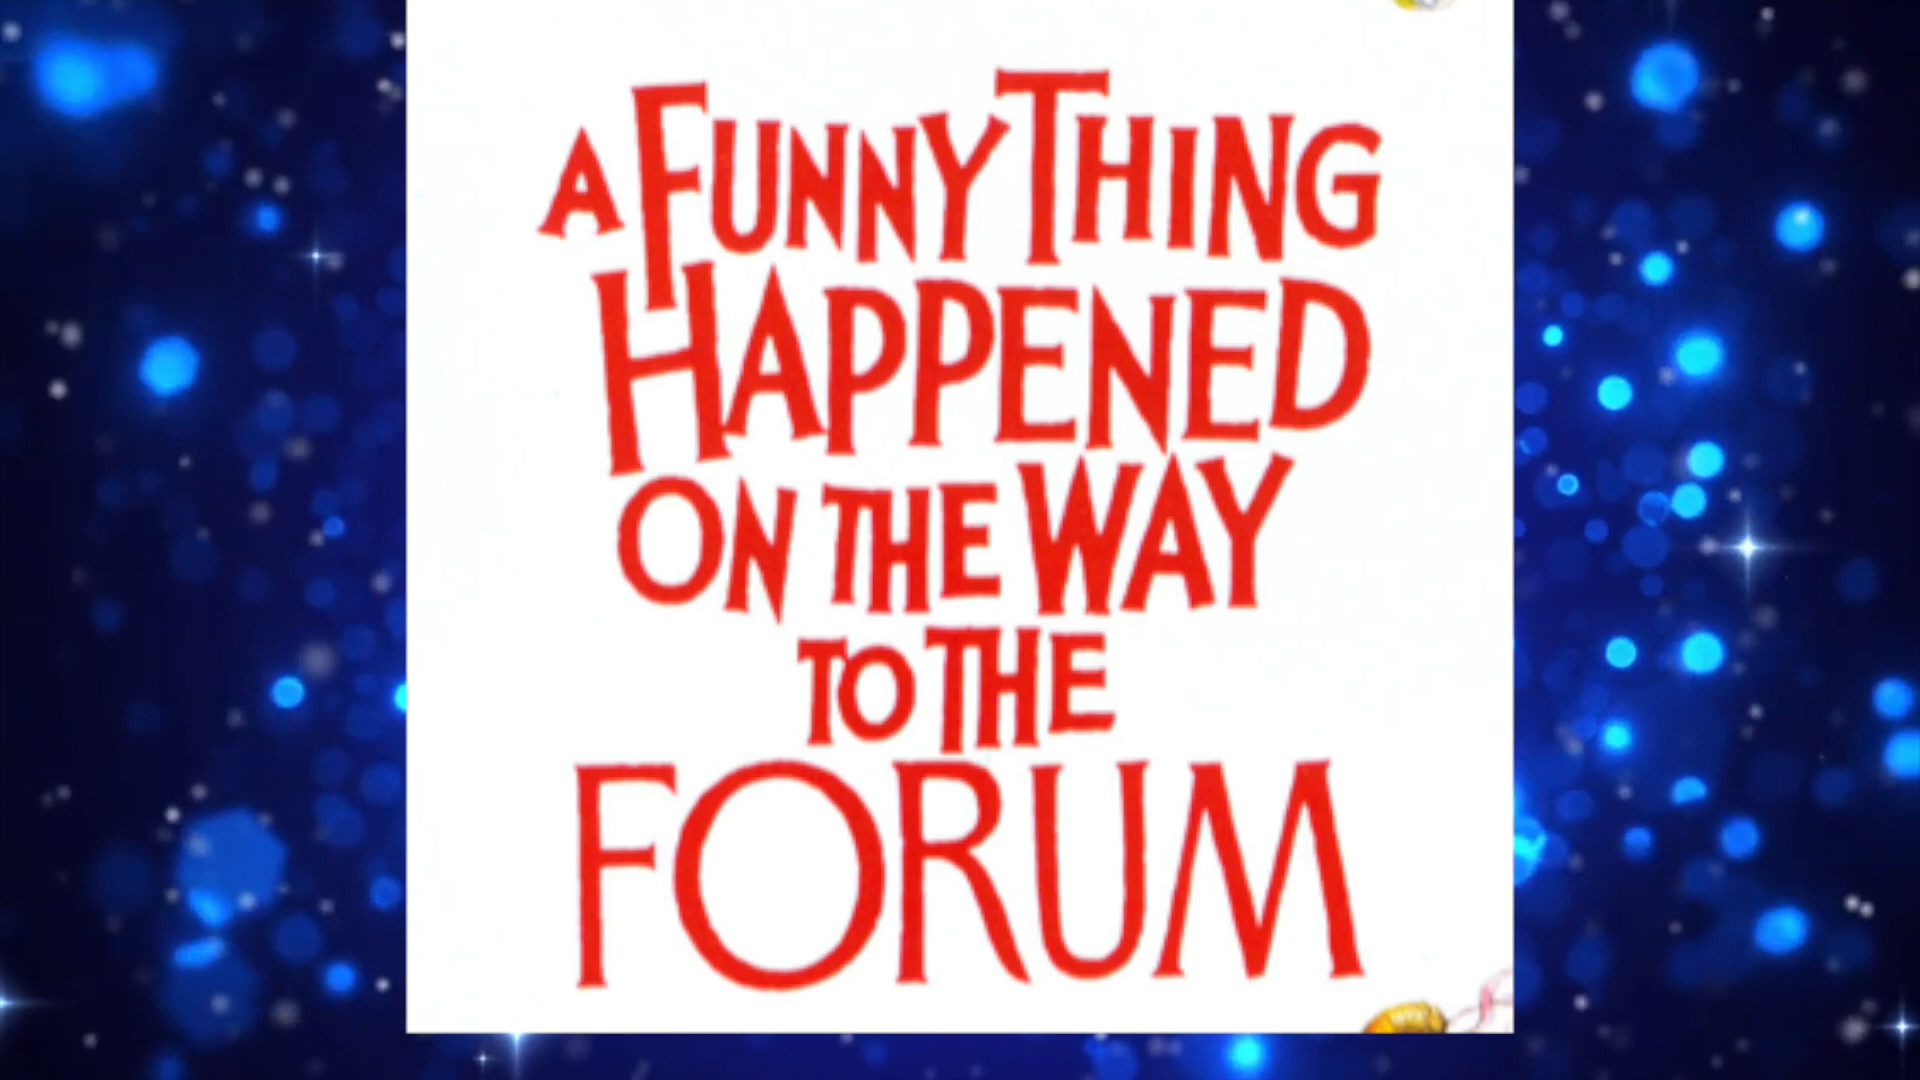 A FUNNY THING
HAPPENED
ON THE WAY
TO THE
FORUM